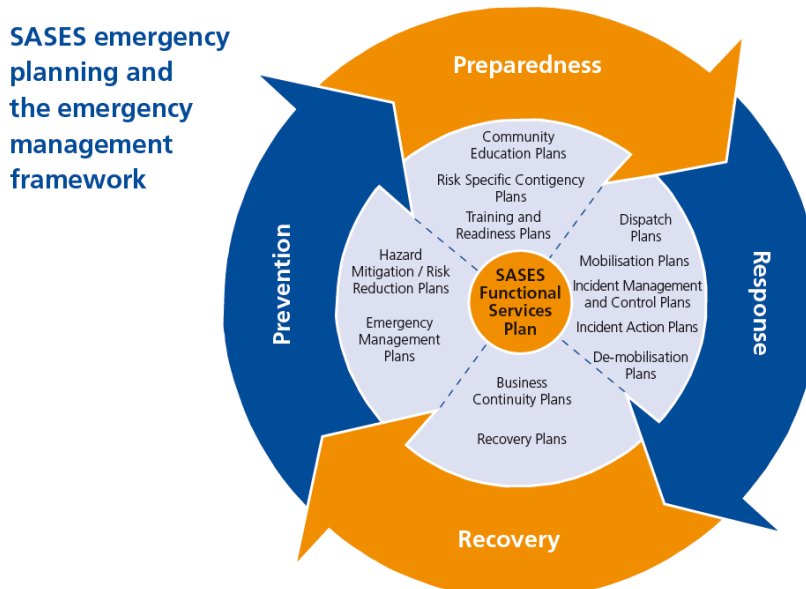 SASES emergency
planning and
the emergency
management
framework
Preparedness
Community
Education Plans
Risk Specific Contigency
Plans
Training and
Readiness Plans
Response
Dispatch
Plans
Mobilisation Plans
Incident Management
and Control Plans
Incident Action Plans
De-mobilisation
Plans
Recovery
Business
Continuity Plans
Recovery Plans
Prevention
Hazard
Mitigation / Risk
Reduction Plans
Emergency
Management
Plans
SASES
Functional
Services
Plan